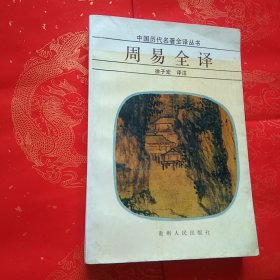 中国历代名著全译丛书
周易全译
徐子宏 译注
贵州人民出版社